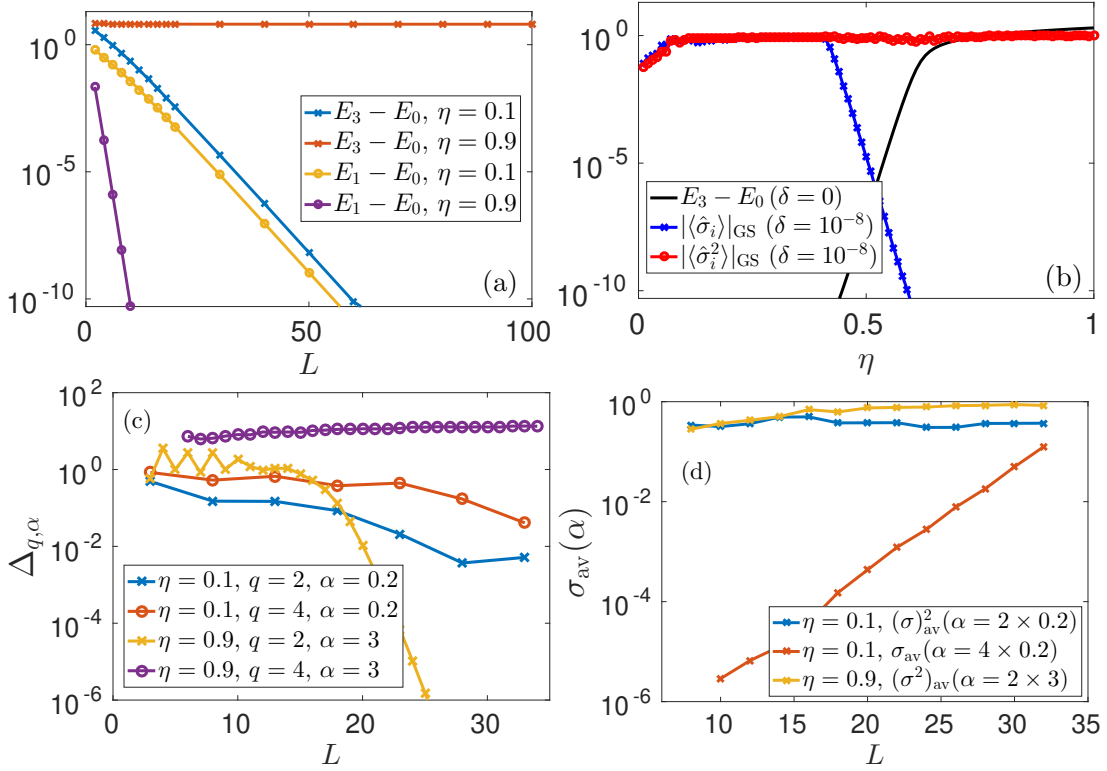 10^0
10^-5
10^-10
0
50
100
L
E_3 − E_0, η = 0.1
E_3 − E_0, η = 0.9
E_1 − E_0, η = 0.1
E_1 − E_0, η = 0.9
(a)
10^0
10^-5
10^-10
0
0.5
1
η
E_3 − E_0 (δ = 0)
|⟨σ̂_i⟩|_GS (δ = 10^-8)
|⟨σ̂_i^2⟩|_GS (δ = 10^-8)
(b)
10^2
10^0
10^-2
10^-4
10^-6
0
10
20
30
L
Δ_q,α
(c)
η = 0.1, q = 2, α = 0.2
η = 0.1, q = 4, α = 0.2
η = 0.9, q = 2, α = 3
η = 0.9, q = 4, α = 3
10^0
10^-2
10^-4
10^-6
10
15
20
25
30
35
L
σ_av(α)
(d)
η = 0.1, (σ)^2_av(α = 2 × 0.2)
η = 0.1, σ_av(α = 4 × 0.2)
η = 0.9, (σ^2)_av(α = 2 × 3)